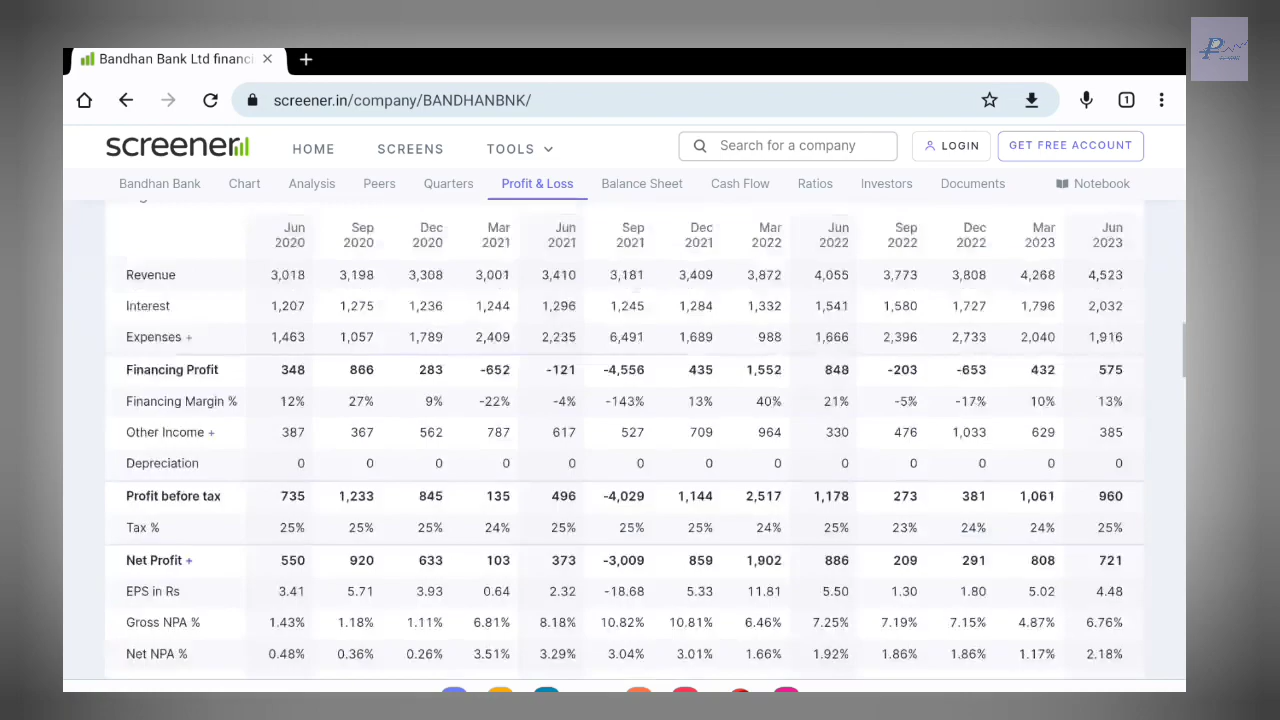 Bandhan Bank Ltd financi
screener.in/company/BANDHANBNK/
1
screener
HOME
SCREENS
TOOLS
Search for a company
LOGIN
GET FREE ACCOUNT
Bandhan Bank Chart Analysis Peers Quarters Profit & Loss Balance Sheet Cash Flow Ratios Investors Documents Notebook
Jun 2020 Sep 2020 Dec 2020 Mar 2021 Jun 2021 Sep 2021 Dec 2021 Mar 2022 Jun 2022 Sep 2022 Dec 2022 Mar 2023 Jun 2023
Revenue 3,018 3,198 3,308 3,001 3,410 3,181 3,409 3,872 4,055 3,773 3,808 4,268 4,523
Interest 1,207 1,275 1,236 1,244 1,296 1,245 1,284 1,332 1,541 1,580 1,727 1,796 2,032
Expenses + 1,463 1,057 1,789 2,409 2,235 6,491 1,689 988 1,666 2,396 2,733 2,040 1,916
Financing Profit 348 866 283 -652 -121 -4,556 435 1,552 848 -203 -653 432 575
Financing Margin % 12% 27% 9% -22% -4% -143% 13% 40% 21% -5% -17% 10% 13%
Other Income + 387 367 562 787 617 527 709 964 330 476 1,033 629 385
Depreciation 0 0 0 0 0 0 0 0 0 0 0 0 0
Profit before tax 735 1,233 845 135 496 -4,029 1,144 2,517 1,178 273 381 1,061 960
Tax % 25% 25% 25% 24% 25% 25% 25% 24% 25% 23% 24% 24% 25%
Net Profit + 550 920 633 103 373 -3,009 859 1,902 886 209 291 808 721
EPS in Rs 3.41 5.71 3.93 0.64 2.32 -18.68 5.33 11.81 5.50 1.30 1.80 5.02 4.48
Gross NPA % 1.43% 1.18% 1.11% 6.81% 8.18% 10.82% 10.81% 6.46% 7.25% 7.19% 7.15% 4.87% 6.76%
Net NPA % 0.48% 0.36% 0.26% 3.51% 3.29% 3.04% 3.01% 1.66% 1.92% 1.86% 1.86% 1.17% 2.18%